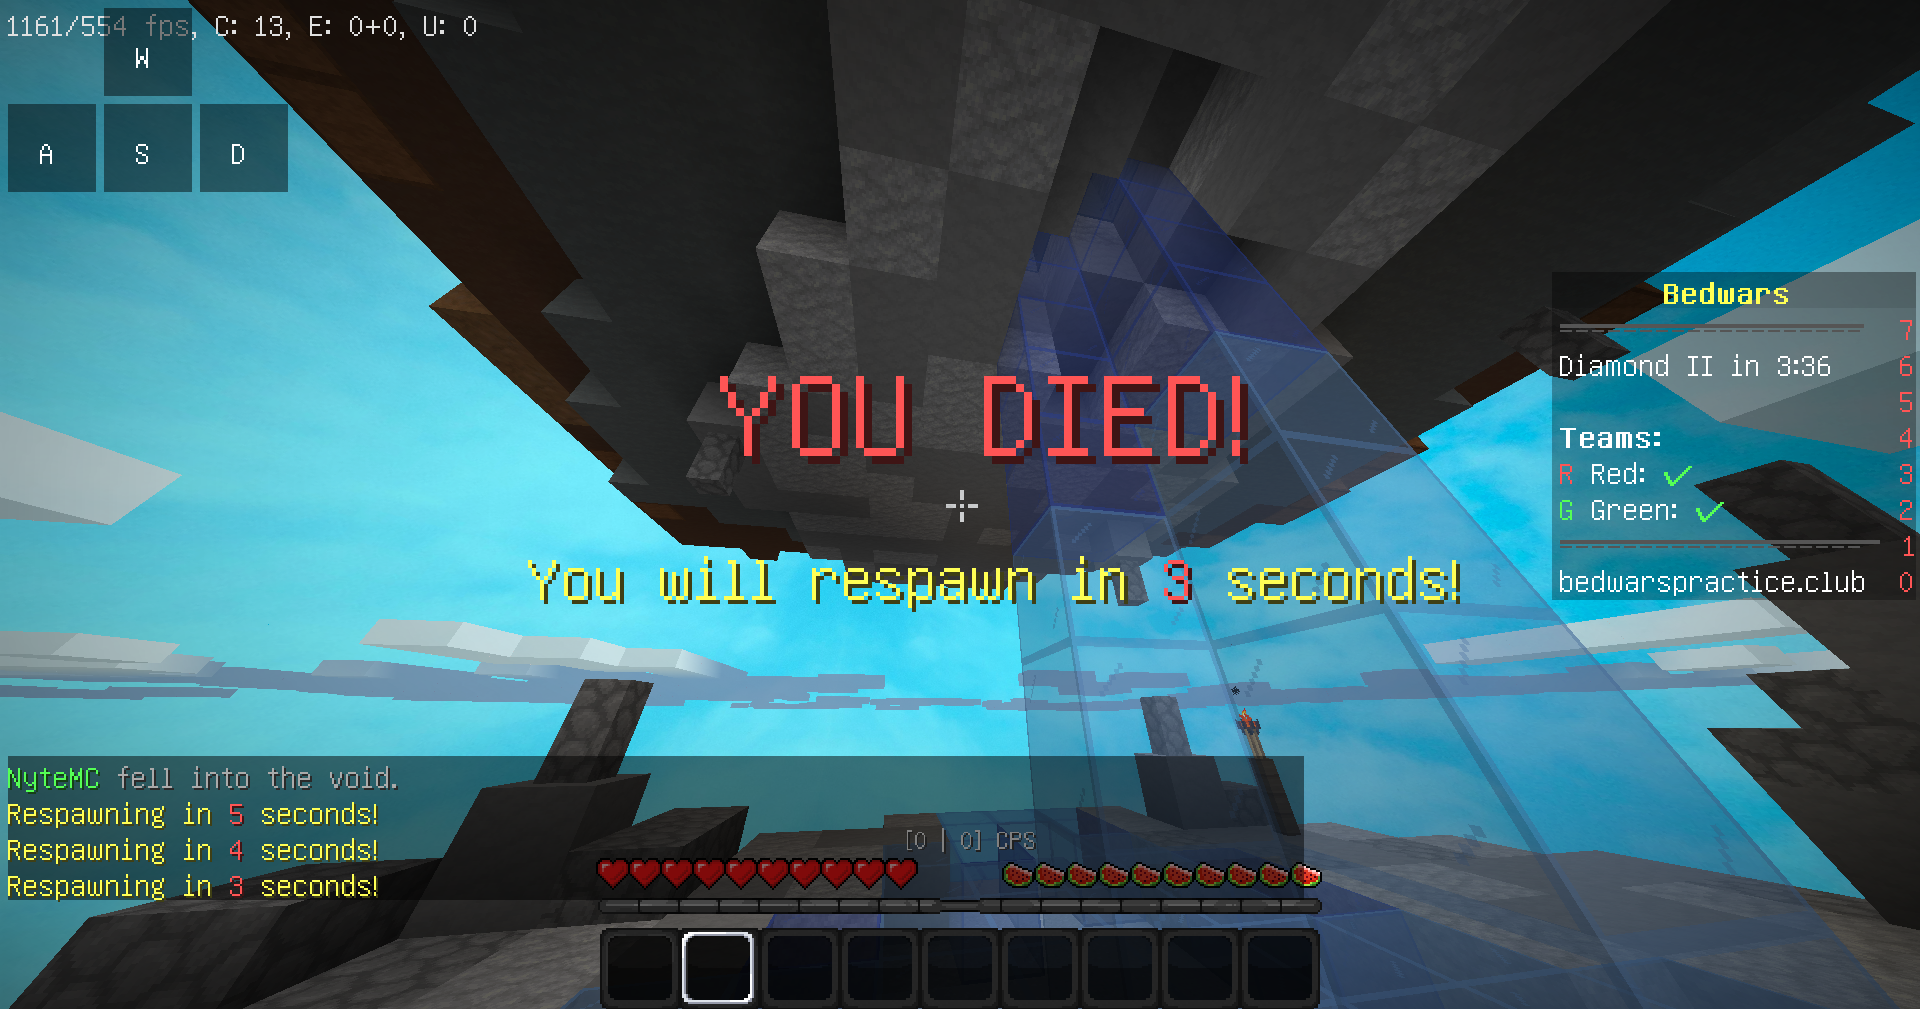 1161/554 fps, C: 13, E: 0+0, U: 0
W
A S D
Bedwars
7
Diamond II in 3:36 6
5
Teams: 4
R Red: ✓ 3
G Green: ✓ 2
1
bedwarspractice.club 0
YOU DIED!
You will respawn in 3 seconds!
NyteMC fell into the void.
Respawning in 5 seconds!
Respawning in 4 seconds!
Respawning in 3 seconds!
[0 | 0] CPS